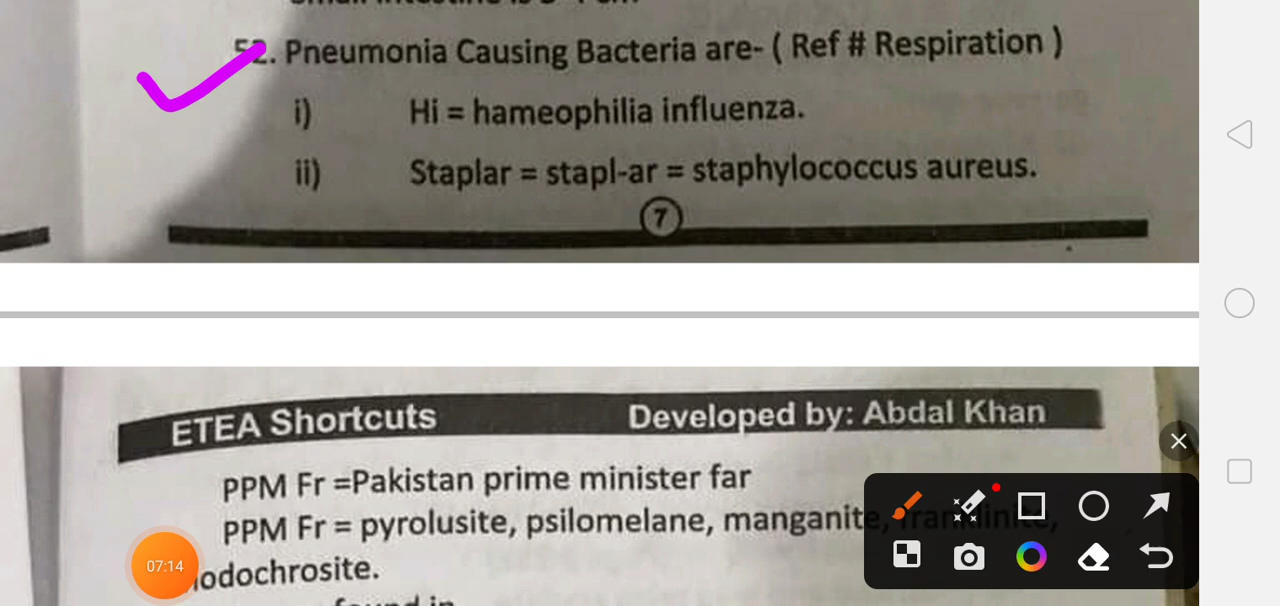 52. Pneumonia Causing Bacteria are- ( Ref # Respiration )
i) Hi = hameophilia influenza.
ii) Staplar = stapl-ar = staphylococcus aureus.
7
ETEA Shortcuts Developed by: Abdal Khan
PPM Fr =Pakistan prime minister far
PPM Fr = pyrolusite, psilomelane, manganite, franklinite,
07:14